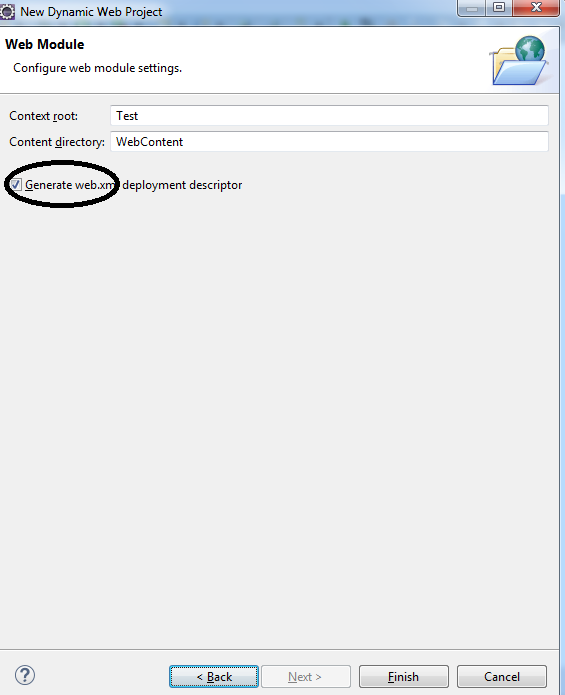 New Dynamic Web Project
Web Module
Configure web module settings.
Context root: Test
Content directory: WebContent
Generate web.xml deployment descriptor
? < Back Next > Finish Cancel